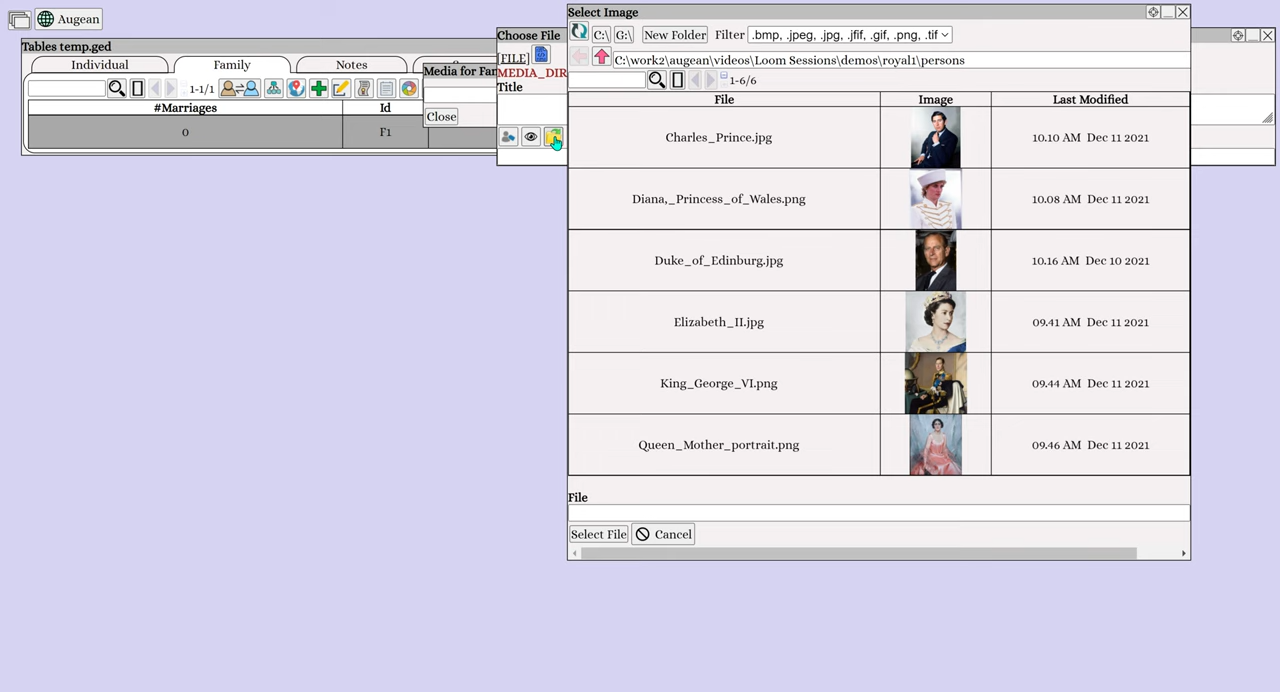 Augean
Tables temp.ged
Individual
Family
Notes
1-1/1
#Marriages
Id
0
F1
Media for Fam
Close
Choose File
[FILE]
MEDIA_DIR
Title
Select Image
C:\
G:\
New Folder
Filter
.bmp, .jpeg, .jpg, .jfif, .gif, .png, .tif
C:\work2\augean\videos\Loom Sessions\demos\royal1\persons
1-6/6
File Image Last Modified
Charles_Prince.jpg 10.10 AM Dec 11 2021
Diana,_Princess_of_Wales.png 10.08 AM Dec 11 2021
Duke_of_Edinburg.jpg 10.16 AM Dec 10 2021
Elizabeth_II.jpg 09.41 AM Dec 11 2021
King_George_VI.png 09.44 AM Dec 11 2021
Queen_Mother_portrait.png 09.46 AM Dec 11 2021
File
Select File
Cancel